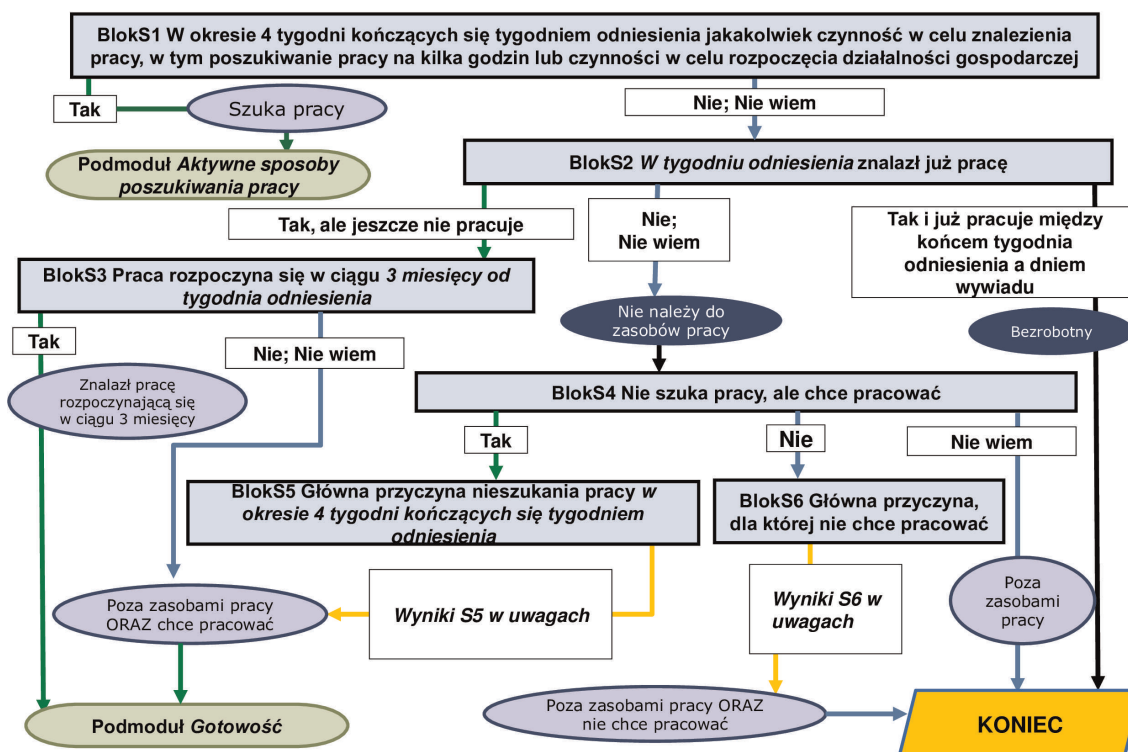 BlokS1 W okresie 4 tygodni kończących się tygodniem odniesienia jakakolwiek czynność w celu znalezienia
pracy, w tym poszukiwanie pracy na kilka godzin lub czynności w celu rozpoczęcia działalności gospodarczej
Tak
Szuka pracy
Nie; Nie wiem
Podmoduł Aktywne sposoby
poszukiwania pracy
BlokS2 W tygodniu odniesienia znalazł już pracę
Tak, ale jeszcze nie pracuje
Nie;
Nie wiem
Tak i już pracuje między
końcem tygodnia
odniesienia a dniem
wywiadu
BlokS3 Praca rozpoczyna się w ciągu 3 miesięcy od
tygodnia odniesienia
Nie należy do
zasobów pracy
Bezrobotny
Tak
Nie; Nie wiem
Znalazł pracę
rozpoczynającą się
w ciągu 3 miesięcy
BlokS4 Nie szuka pracy, ale chce pracować
Tak
Nie
Nie wiem
BlokS5 Główna przyczyna nieszukania pracy w
okresie 4 tygodni kończących się tygodniem
odniesienia
BlokS6 Główna przyczyna,
dla której nie chce pracować
Poza zasobami pracy
ORAZ chce pracować
Wyniki S5 w uwagach
Wyniki S6 w
uwagach
Poza
zasobami
pracy
Podmoduł Gotowość
Poza zasobami pracy ORAZ
nie chce pracować
KONIEC